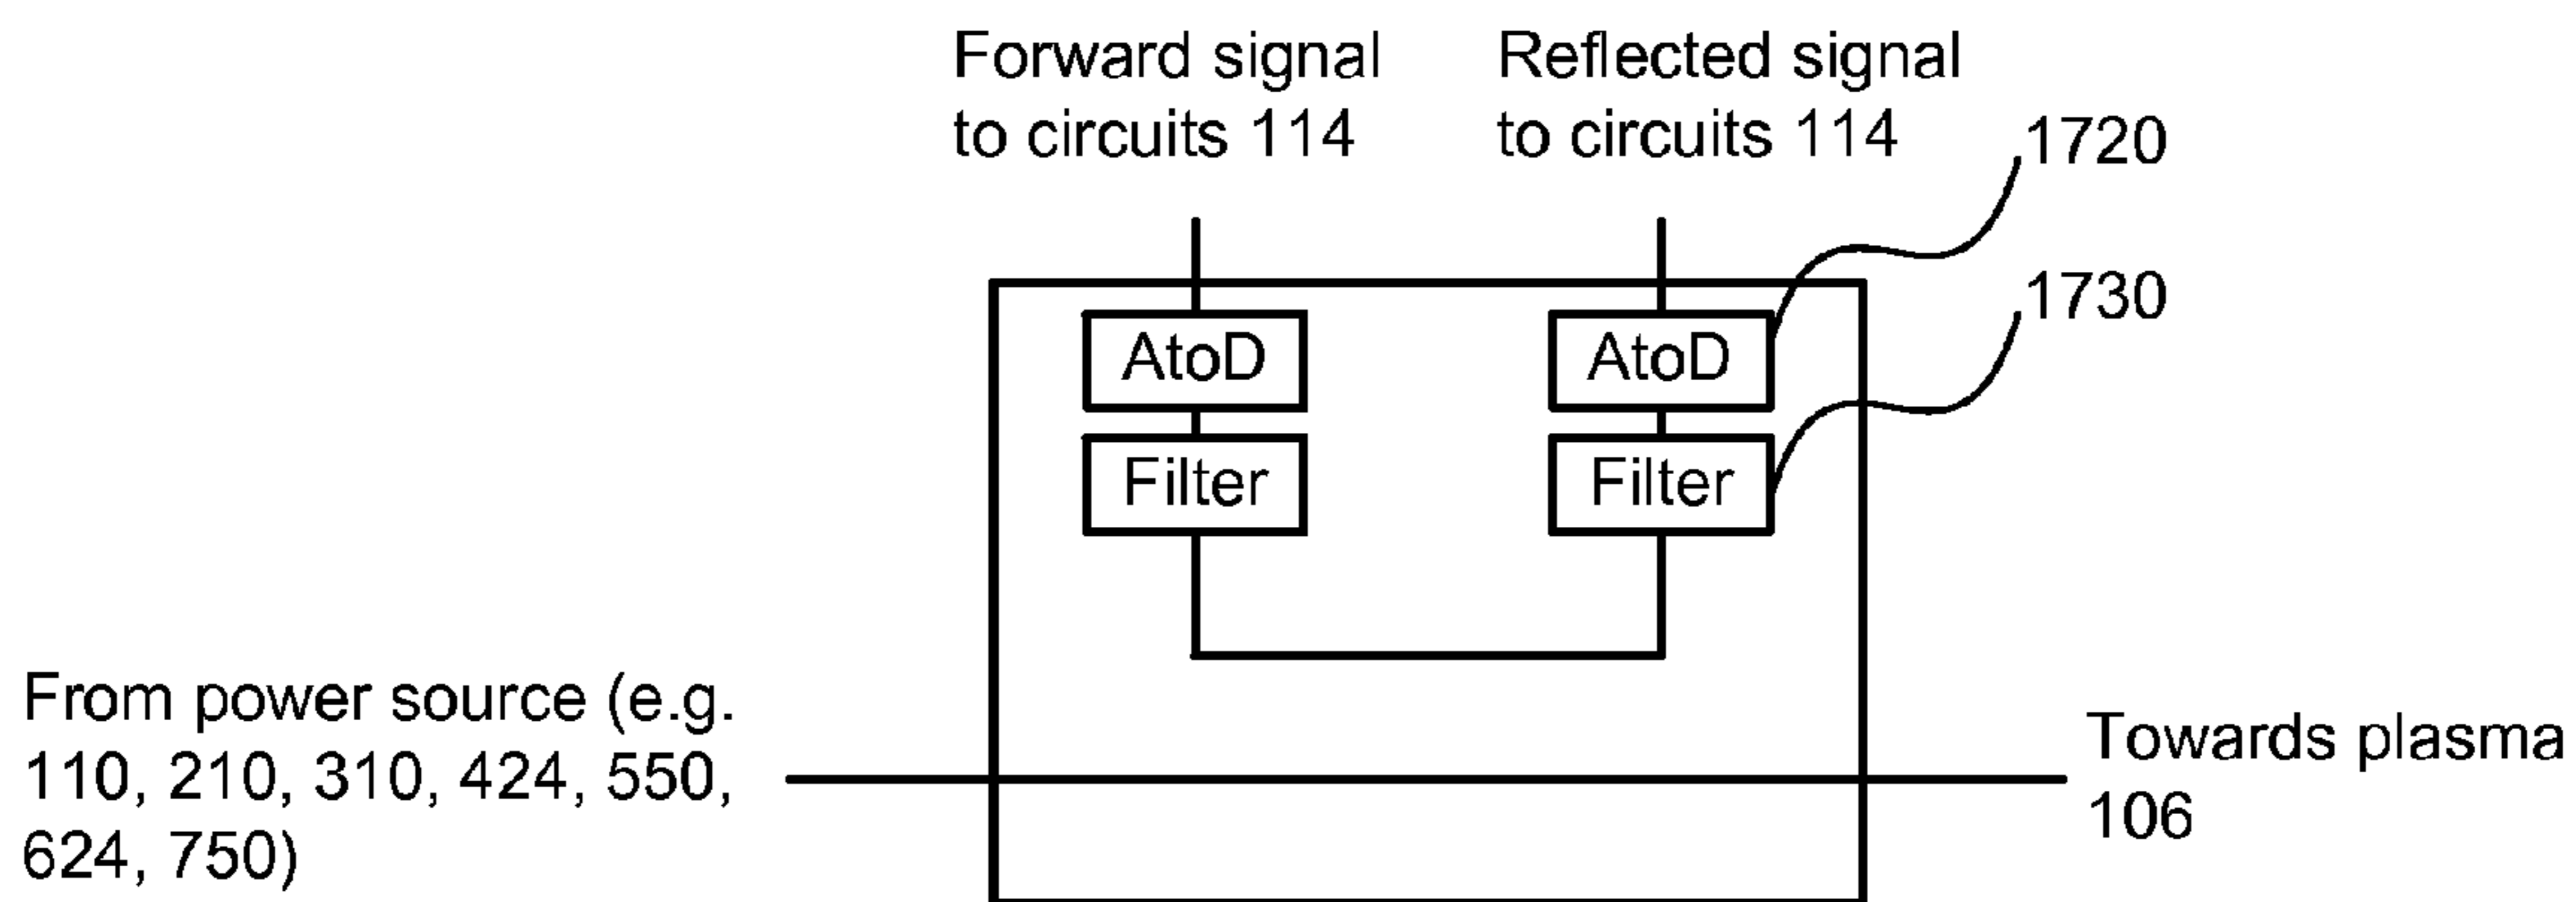 Forward signal
to circuits 114
Reflected signal
to circuits 114
1720
1730
AtoD
AtoD
Filter
Filter
From power source (e.g.
110, 210, 310, 424, 550,
624, 750)
Towards plasma
106